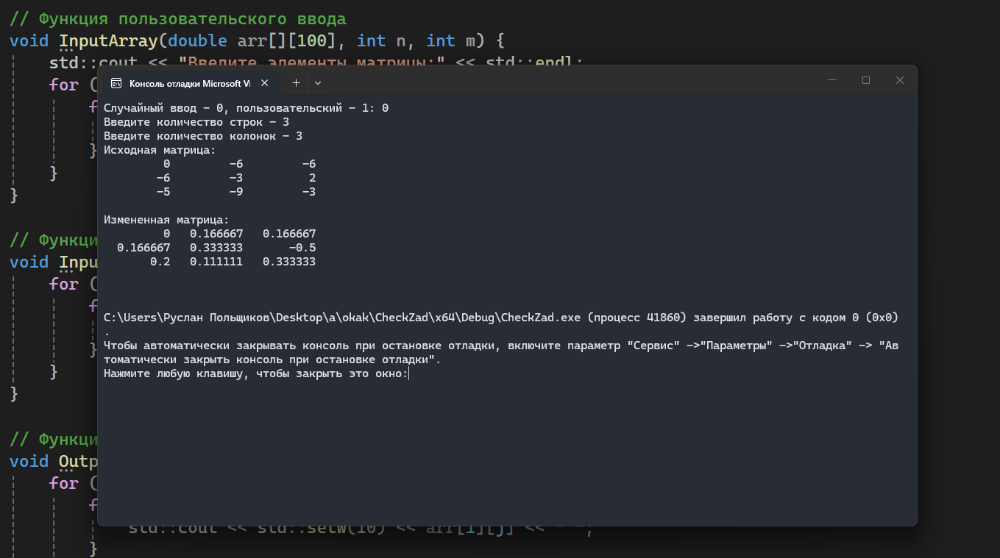 // Функция пользовательского ввода
void InputArray(double arr[][100], int n, int m) {
std::cout << "Введите элементы матрицы:" << std::endl;
for (
f
}
}
}
Консоль отладки Microsoft Vi
Случайный ввод - 0, пользовательский - 1: 0
Введите количество строк - 3
Введите количество колонок - 3
Исходная матрица:
0 -6 -6
-6 -3 2
-5 -9 -3
Измененная матрица:
0 0.166667 0.166667
0.166667 0.333333 -0.5
0.2 0.111111 0.333333
C:\Users\Руслан Польщиков\Desktop\a\okak\CheckZad\x64\Debug\CheckZad.exe (процесс 41860) завершил работу с кодом 0 (0x0)
.
Чтобы автоматически закрывать консоль при остановке отладки, включите параметр "Сервис" ->"Параметры" ->"Отладка" -> "Ав
томатически закрыть консоль при остановке отладки".
Нажмите любую клавишу, чтобы закрыть это окно:
// Функци
void Inpu
for (
f
}
}
}
// Функци
void Outp
for (
f
std::cout << std::setw(10) << arr[i][j] << " ";
}